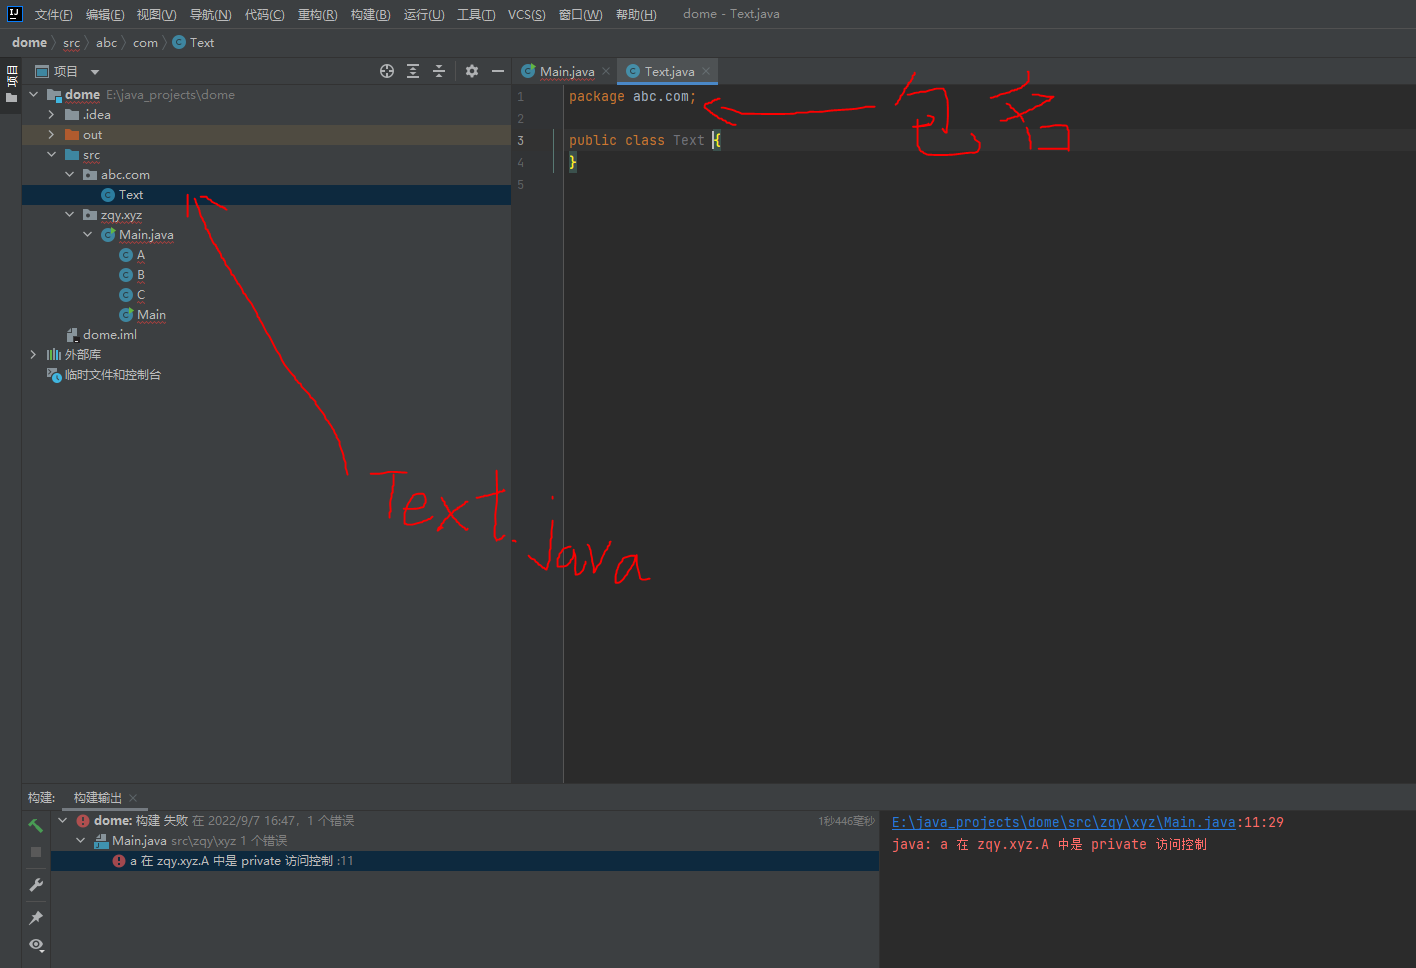 文件(F) 编辑(E) 视图(V) 导航(N) 代码(C) 重构(R) 构建(B) 运行(U) 工具(T) VCS(S) 窗口(W) 帮助(H) dome - Text.java
dome src abc com Text
项目
项目
Main.java
Text.java
dome E:\java_projects\dome
.idea
out
src
abc.com
Text
zqy.xyz
Main.java
A
B
C
Main
dome.iml
外部库
临时文件和控制台
1 package abc.com;
2
3 public class Text {
4 }
5
包名
Text.java
构建: 构建输出
dome: 构建 失败 在 2022/9/7 16:47，1 个错误 1秒446毫秒
Main.java src\zqy\xyz 1 个错误
a 在 zqy.xyz.A 中是 private 访问控制 :11
E:\java_projects\dome\src\zqy\xyz\Main.java:11:29
java: a 在 zqy.xyz.A 中是 private 访问控制